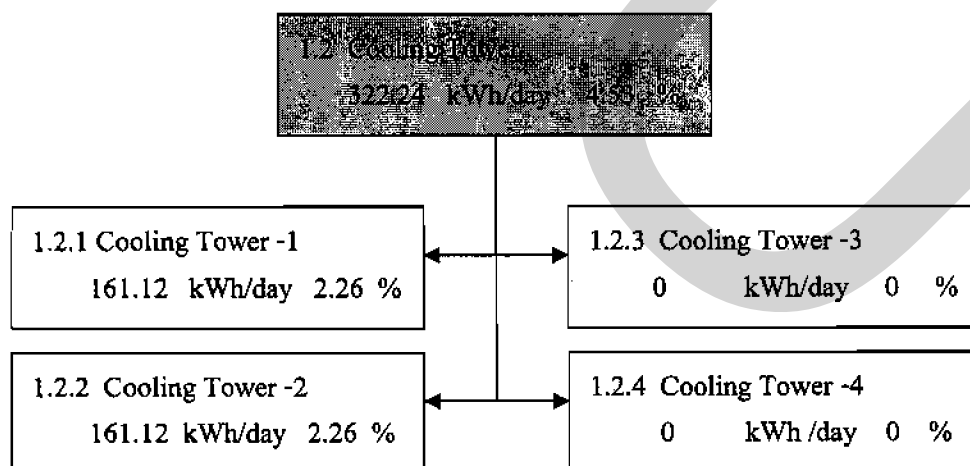 1.2 Cooling Tower
322.24 kWh/day 4.53 %
1.2.1 Cooling Tower -1
161.12 kWh/day 2.26 %
1.2.3 Cooling Tower -3
0 kWh/day 0 %
1.2.2 Cooling Tower -2
161.12 kWh/day 2.26 %
1.2.4 Cooling Tower -4
0 kWh /day 0 %